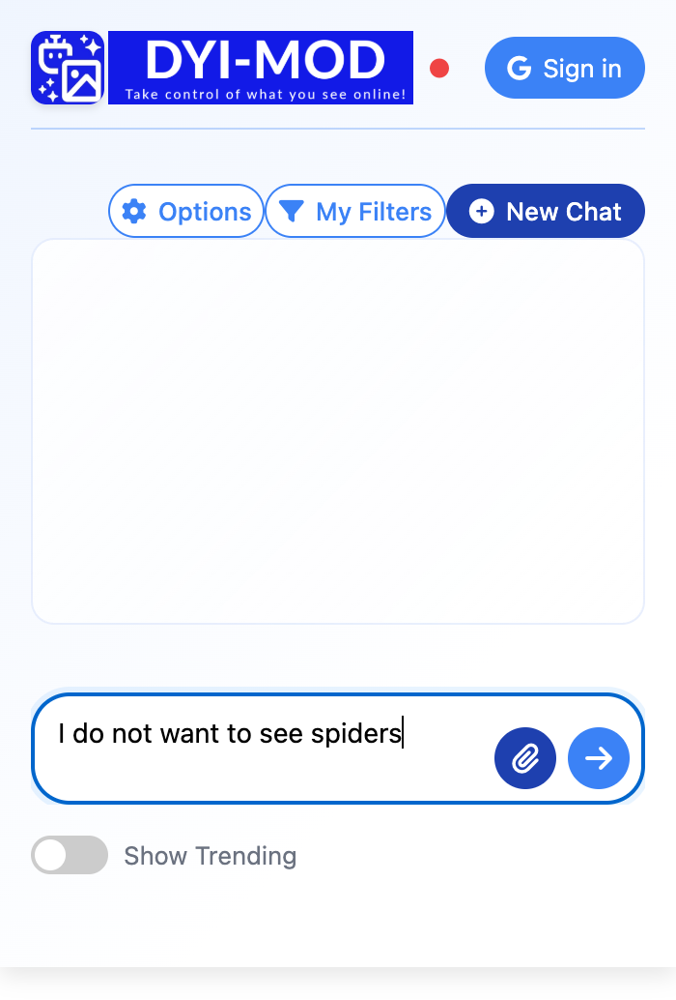 DYI-MOD
Take control of what you see online!
Sign in
Options
My Filters
New Chat
I do not want to see spiders
Show Trending